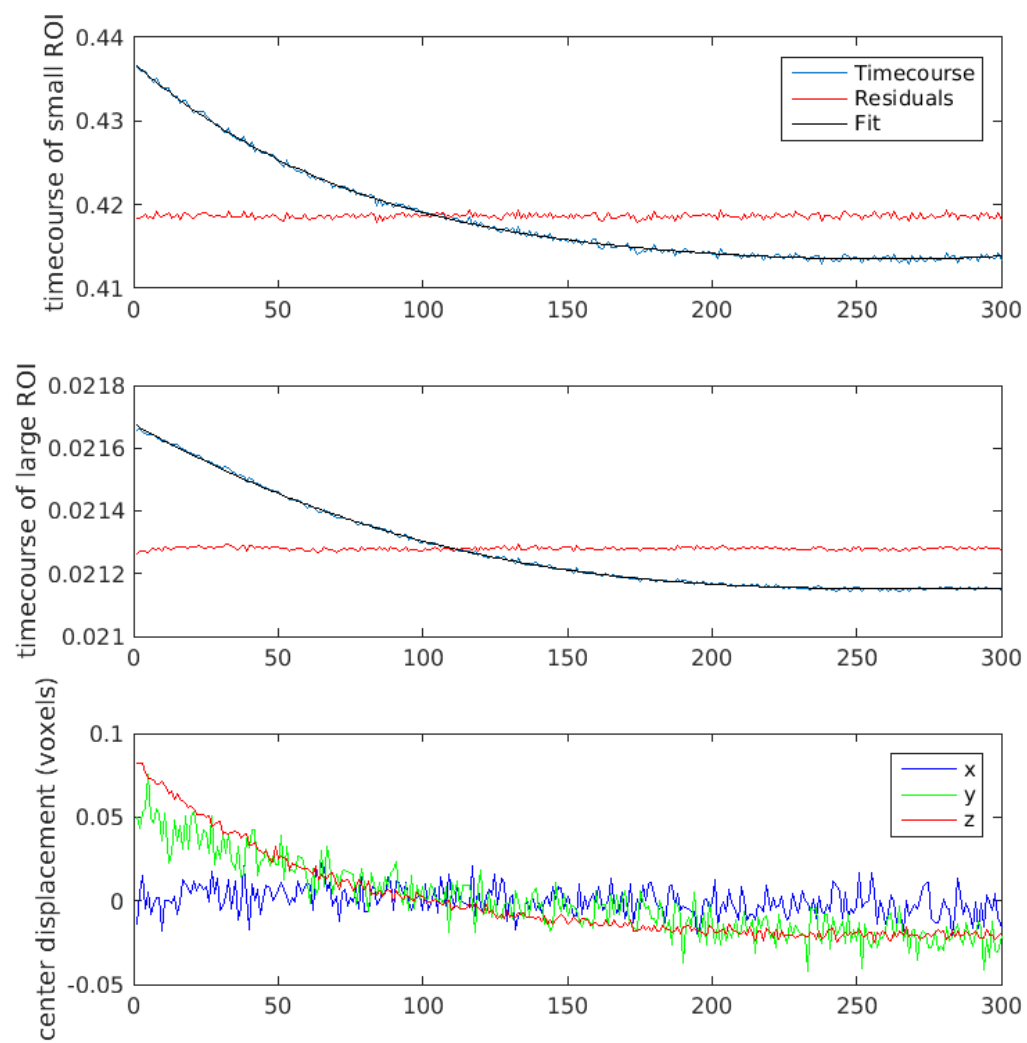 timecourse of small ROI
0.44
0.43
0.42
0.41
0 50 100 150 200 250 300
Timecourse
Residuals
Fit
timecourse of large ROI
0.0218
0.0216
0.0214
0.0212
0.021
0 50 100 150 200 250 300
center displacement (voxels)
0.1
0.05
0
-0.05
0 50 100 150 200 250 300
x
y
z